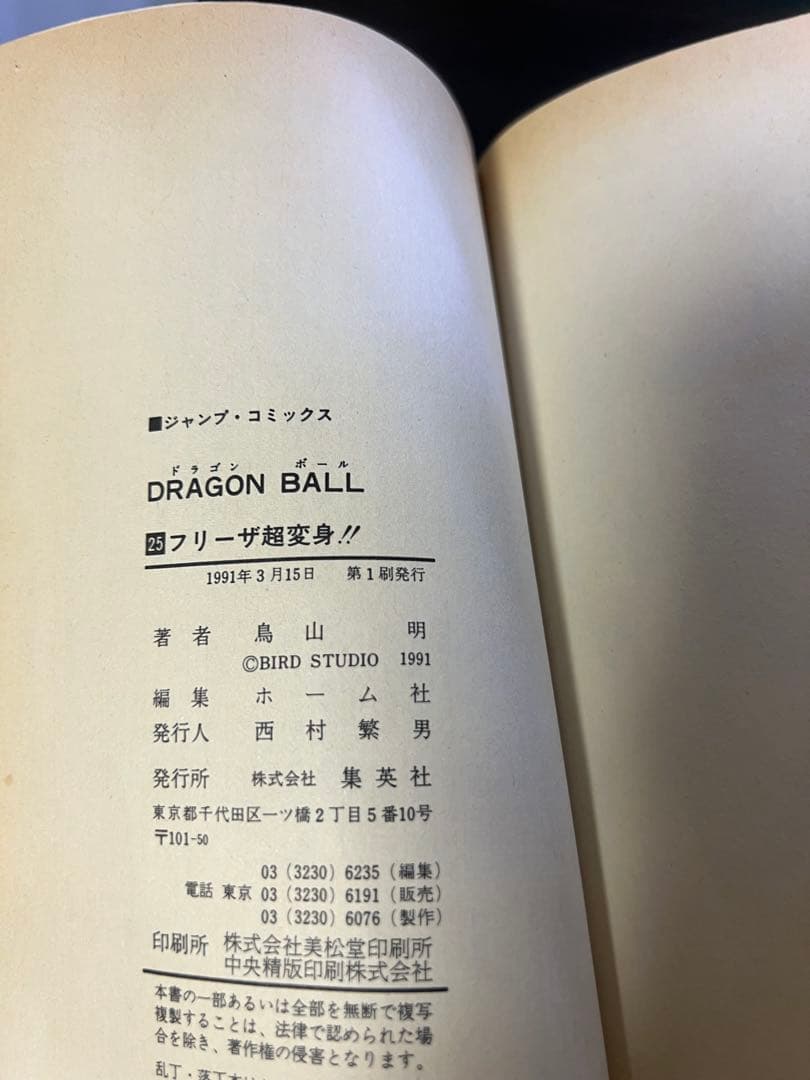 ■ジャンプ・コミックス
ドラゴン ボール
DRAGON BALL
25フリーザ超変身!!
1991年3月15日 第1刷発行
著者 鳥山 明
©BIRD STUDIO 1991
編集 ホーム社
発行人 西村繁男
発行所 株式会社 集英社
東京都千代田区一ツ橋2丁目5番10号
〒101-50
03(3230)6235(編集)
電話 東京 03(3230)6191(販売)
03(3230)6076(製作)
印刷所 株式会社美松堂印刷所
中央精版印刷株式会社
本書の一部あるいは全部を無断で複写
複製することは、法律で認められた場
合を除き、著作権の侵害となります。
乱丁・落丁本